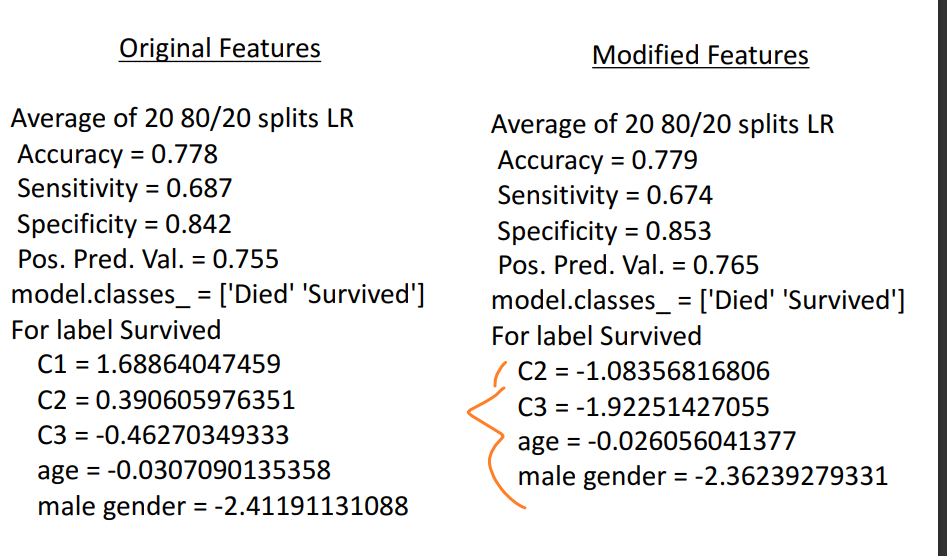 Original Features
Average of 20 80/20 splits LR
Accuracy = 0.778
Sensitivity = 0.687
Specificity = 0.842
Pos. Pred. Val. = 0.755
model.classes_ = ['Died' 'Survived']
For label Survived
C1 = 1.68864047459
C2 = 0.390605976351
C3 = -0.46270349333
age = -0.0307090135358
male gender = -2.41191131088
Modified Features
Average of 20 80/20 splits LR
Accuracy = 0.779
Sensitivity = 0.674
Specificity = 0.853
Pos. Pred. Val. = 0.765
model.classes_ = ['Died' 'Survived']
For label Survived
C2 = -1.08356816806
C3 = -1.92251427055
age = -0.026056041377
male gender = -2.36239279331